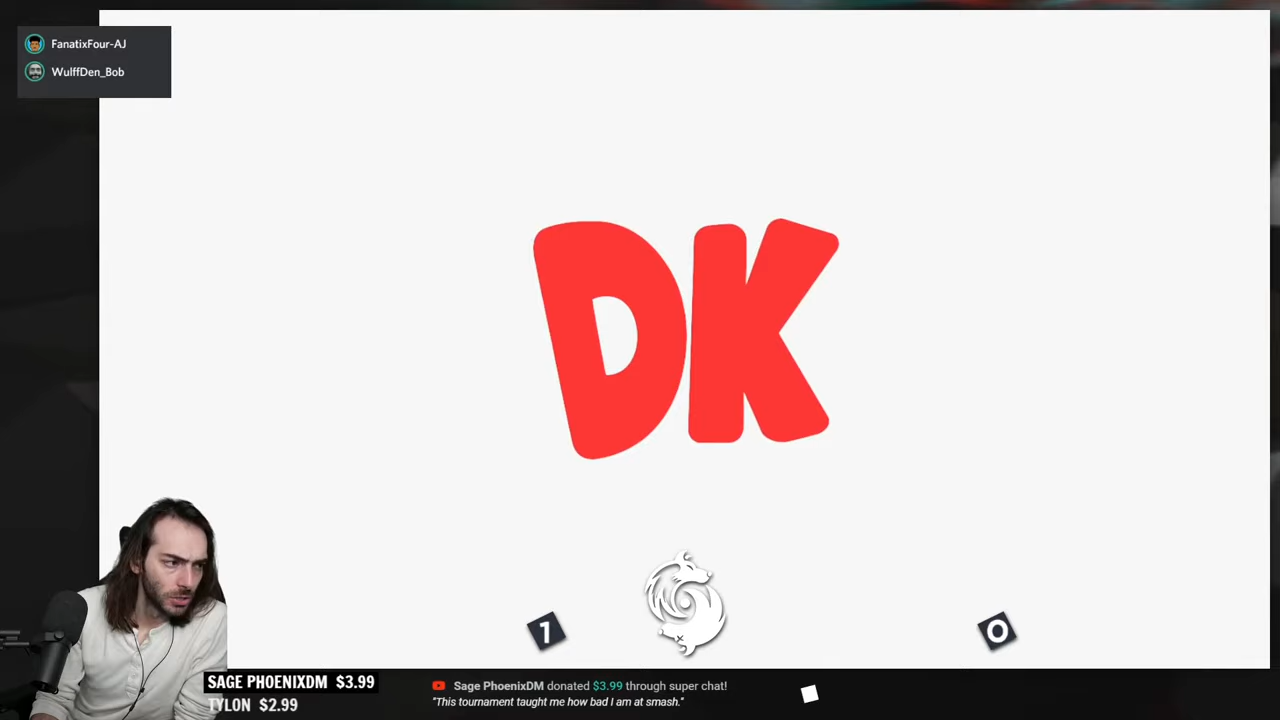 FanatixFour-AJ
WulffDen_Bob
DK
1
0
SAGE PHOENIXDM $3.99
TYLON $2.99
Sage PhoenixDM donated $3.99 through super chat!
"This tournament taught me how bad I am at smash."